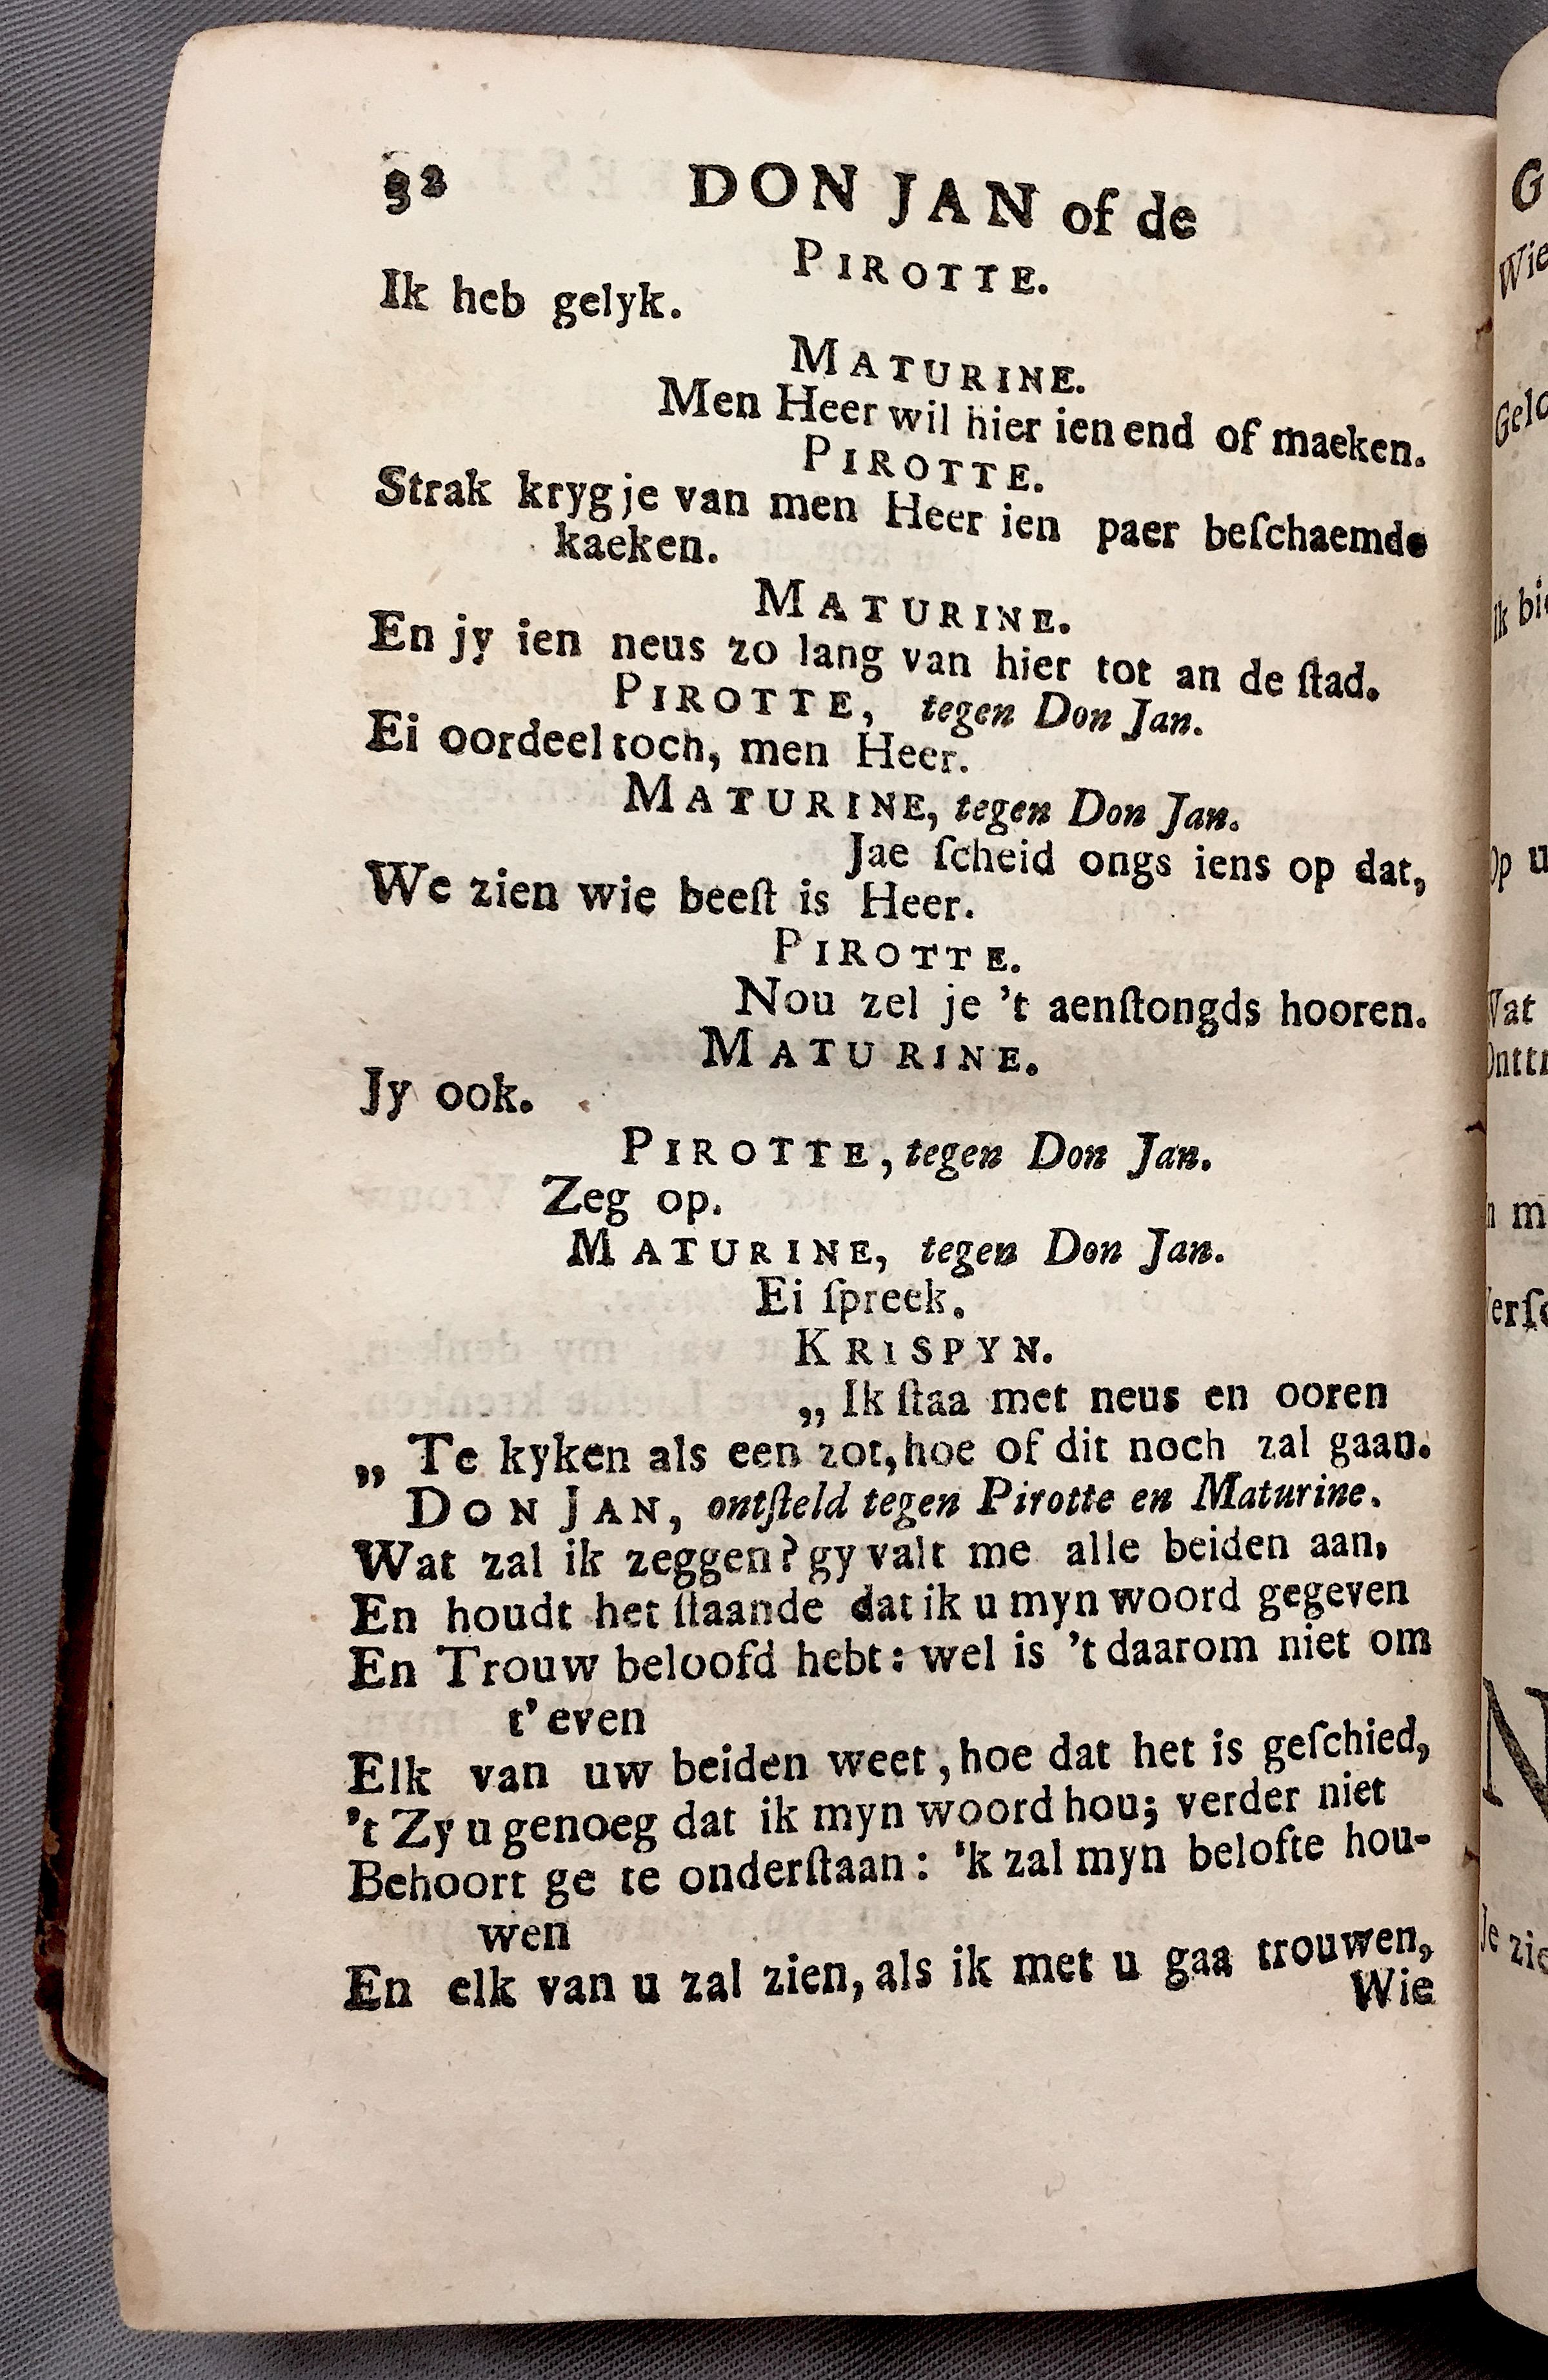 32 DON JAN of de
PIROTTE.
Ik heb gelyk.
MATURINE.
Men Heer wil hier ien end of maeken.
PIROTTE.
Strak kryg je van men Heer ien paer beſchaemde
kaeken.
MATURINE.
En jy ien neus zo lang van hier tot an de ſtad.
PIROTTE, tegen Don Jan.
Ei oordeel toch, men Heer.
MATURINE, tegen Don Jan.
Jae ſcheid ongs iens op dat,
We zien wie beeſt is Heer.
PIROTTE.
Nou zel je 't aenſtongds hooren.
MATURINE.
Jy ook.
PIROTTE, tegen Don Jan.
Zeg op.
MATURINE, tegen Don Jan.
Ei ſpreek.
KRISPYN.
„ Ik ſtaa met neus en ooren
„ Te kyken als een zot, hoe of dit noch zal gaan.
DON JAN, ontſteld tegen Pirotte en Maturine.
Wat zal ik zeggen? gy valt me alle beiden aan,
En houdt het ſtaande dat ik u myn woord gegeven
En Trouw beloofd hebt: wel is 't daarom niet om
t' even
Elk van uw beiden weet, hoe dat het is geſchied,
't Zy u genoeg dat ik myn woord hou; verder niet
Behoort ge te onderſtaan: 'k zal myn belofte hou-
wen
En elk van u zal zien, als ik met u gaa trouwen,
Wie
G
Wie
Gelo
Ik bi
Op u
Wat
Onttr
m
N
Je zie